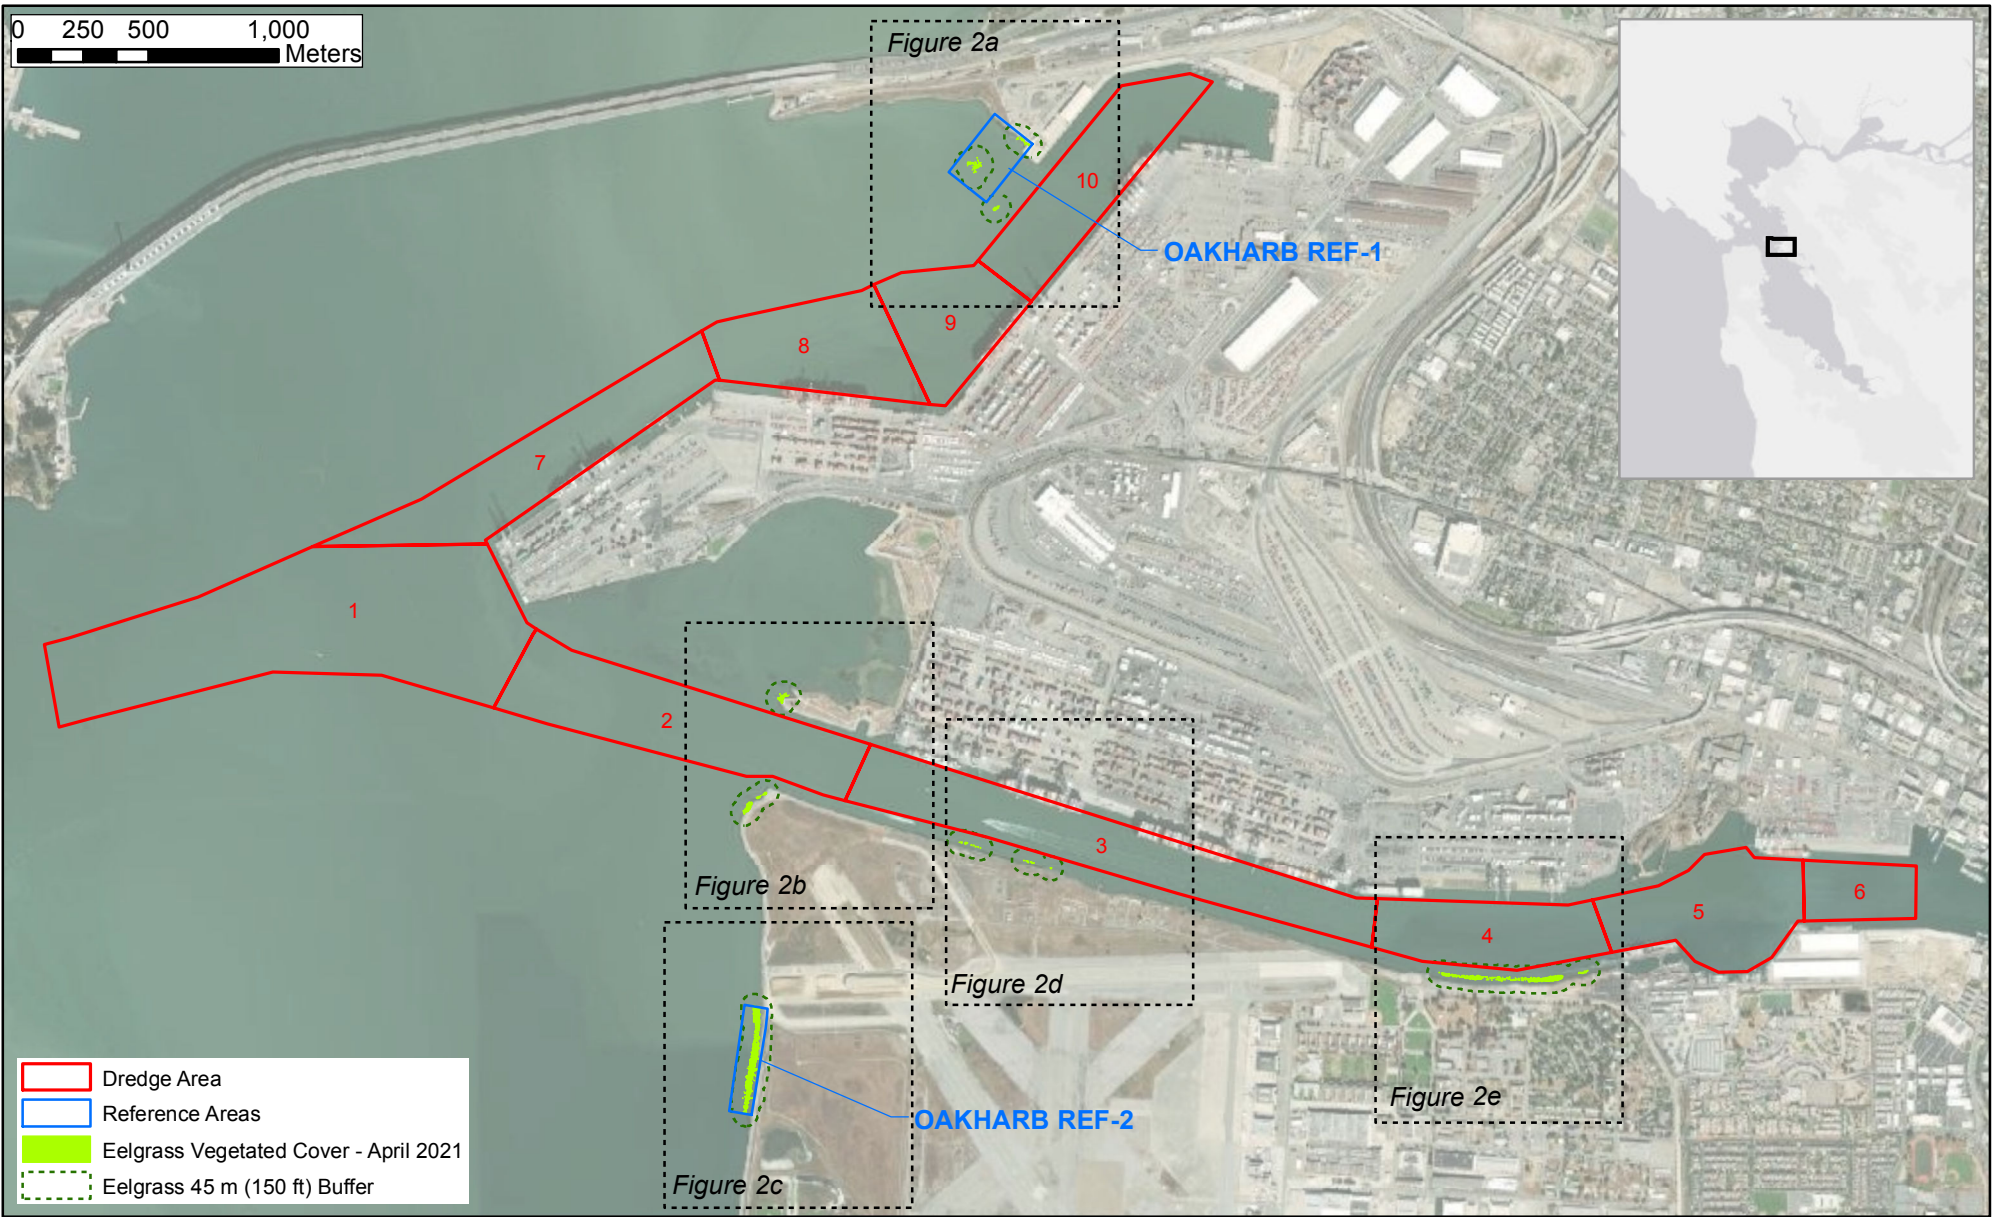 0 250 500 1,000
Meters
Figure 2a
10
OAKHARB REF-1
9
8
7
1
2
Figure 2b
3
5
6
4
Figure 2d
Figure 2e
OAKHARB REF-2
Figure 2c
Dredge Area
Reference Areas
Eelgrass Vegetated Cover - April 2021
Eelgrass 45 m (150 ft) Buffer